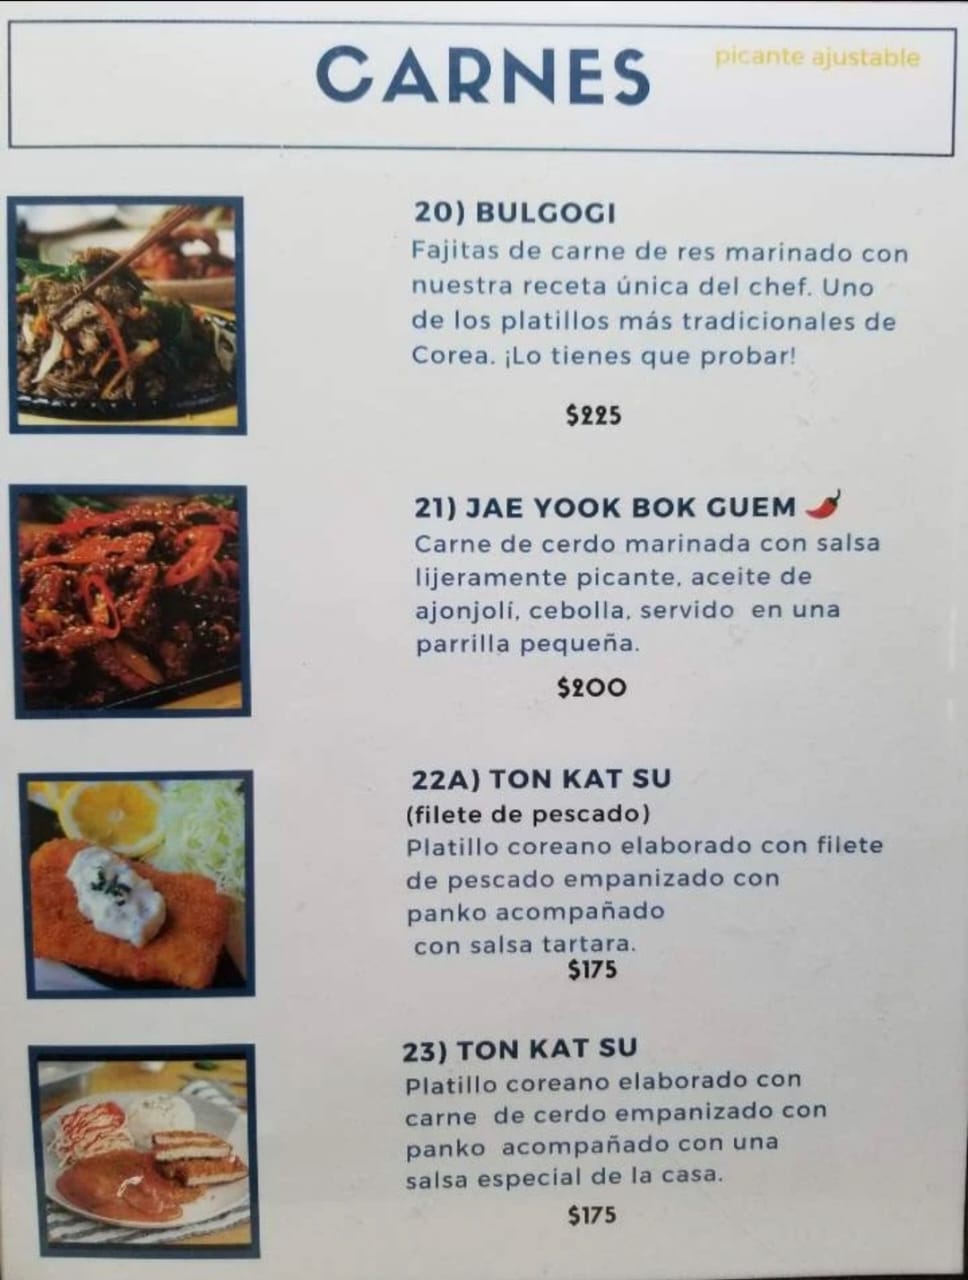 CARNES
picante ajustable
20) BULGOGI
Fajitas de carne de res marinado con
nuestra receta única del chef. Uno
de los platillos más tradicionales de
Corea. ¡Lo tienes que probar!
$225
21) JAE YOOK BOK GUEM
Carne de cerdo marinada con salsa
lijeramente picante, aceite de
ajonjolí, cebolla, servido en una
parrilla pequeña.
$200
22A) TON KAT SU
(filete de pescado)
Platillo coreano elaborado con filete
de pescado empanizado con
panko acompañado
con salsa tartara.
$175
23) TON KAT SU
Platillo coreano elaborado con
carne de cerdo empanizado con
panko acompañado con una
salsa especial de la casa.
$175